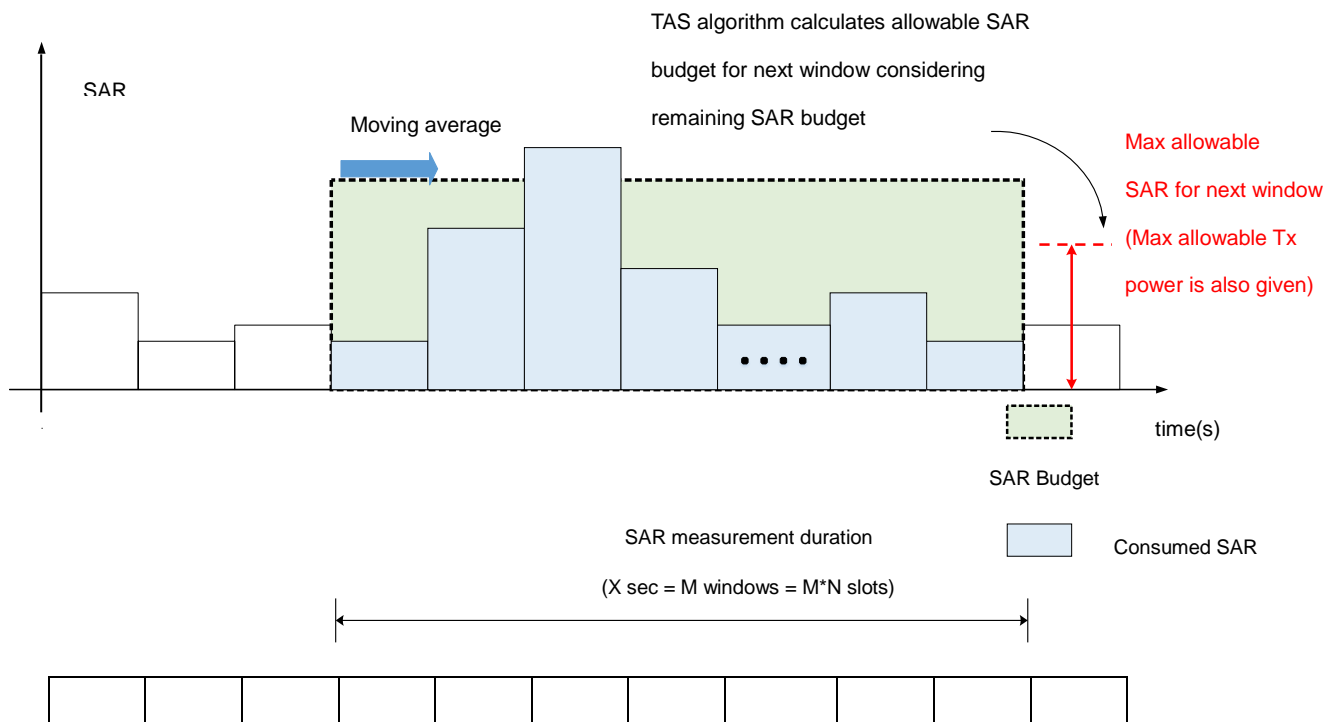 TAS algorithm calculates allowable SAR
budget for next window considering
remaining SAR budget
SAR
Moving average
Max allowable
SAR for next window
(Max allowable Tx
power is also given)
time(s)
SAR Budget
SAR measurement duration
Consumed SAR
(X sec = M windows = M*N slots)